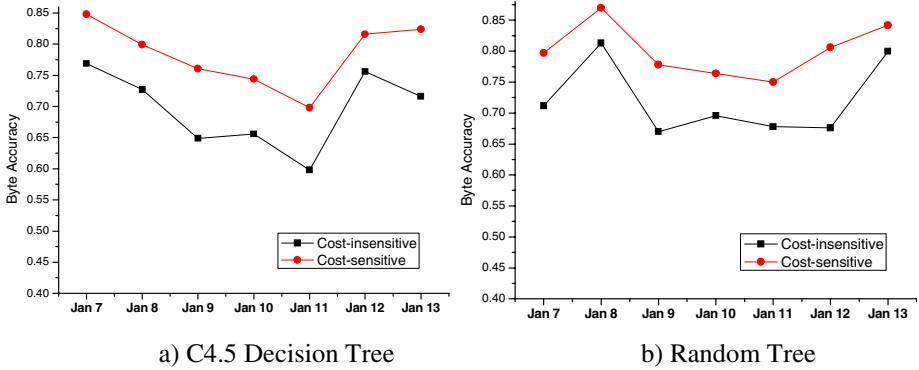 0.85
0.80
0.75
0.70
0.65
0.60
0.55
0.50
0.45
0.40
Byte Accuracy
Cost-insensitive
Cost-sensitive
Jan 7 Jan 8 Jan 9 Jan 10 Jan 11 Jan 12 Jan 13
a) C4.5 Decision Tree
0.85
0.80
0.75
0.70
0.65
0.60
0.55
0.50
0.45
0.40
Byte Accuracy
Cost-insensitive
Cost-sensitive
Jan 7 Jan 8 Jan 9 Jan 10 Jan 11 Jan 12 Jan 13
b) Random Tree